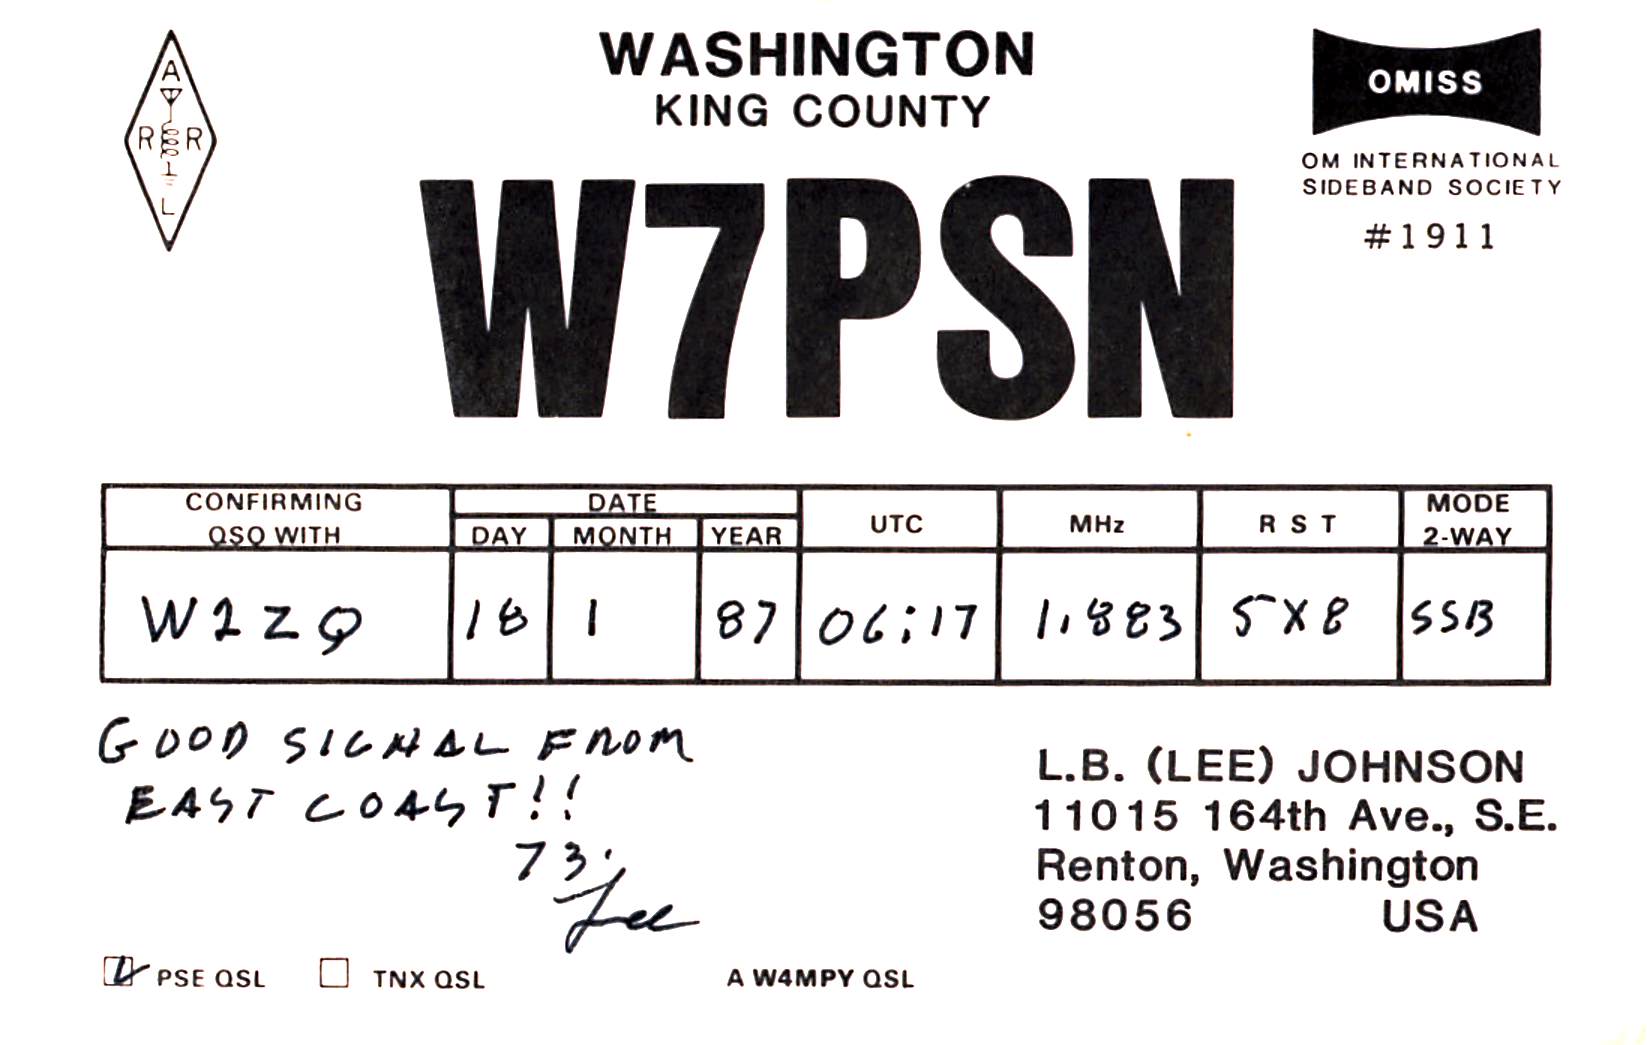 A
R R
L
WASHINGTON
KING COUNTY
W7PSN
OMISS
OM INTERNATIONAL
SIDEBAND SOCIETY
#1911
CONFIRMING QSO WITH DATE DAY MONTH YEAR UTC MHz R S T MODE 2-WAY
W2ZQ 18 1 87 06:17 1.883 5X8 SSB
GOOD SIGNAL FROM
EAST COAST!!
73,
Lee
L.B. (LEE) JOHNSON
11015 164th Ave., S.E.
Renton, Washington
98056 USA
PSE QSL TNX QSL A W4MPY QSL